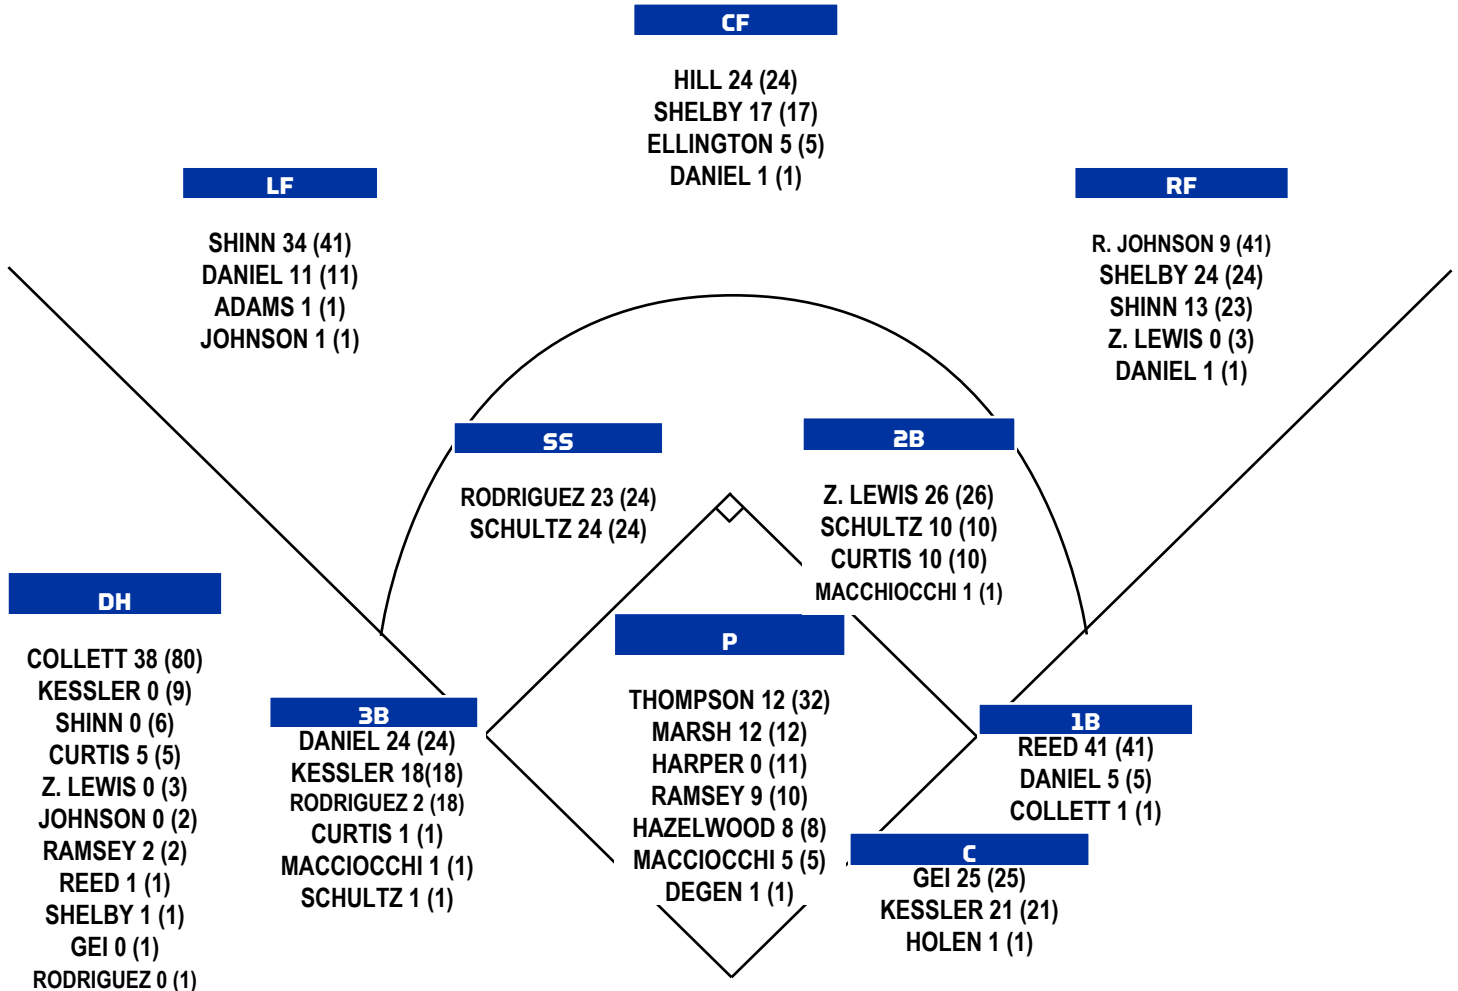 CF
HILL 24 (24)
SHELBY 17 (17)
ELLINGTON 5 (5)
DANIEL 1 (1)
LF
SHINN 34 (41)
DANIEL 11 (11)
ADAMS 1 (1)
JOHNSON 1 (1)
RF
R. JOHNSON 9 (41)
SHELBY 24 (24)
SHINN 13 (23)
Z. LEWIS 0 (3)
DANIEL 1 (1)
SS
RODRIGUEZ 23 (24)
SCHULTZ 24 (24)
2B
Z. LEWIS 26 (26)
SCHULTZ 10 (10)
CURTIS 10 (10)
MACCHIOCCHI 1 (1)
DH
COLLETT 38 (80)
KESSLER 0 (9)
SHINN 0 (6)
CURTIS 5 (5)
Z. LEWIS 0 (3)
JOHNSON 0 (2)
RAMSEY 2 (2)
REED 1 (1)
SHELBY 1 (1)
GEI 0 (1)
RODRIGUEZ 0 (1)
3B
DANIEL 24 (24)
KESSLER 18(18)
RODRIGUEZ 2 (18)
CURTIS 1 (1)
MACCIOCCHI 1 (1)
SCHULTZ 1 (1)
P
THOMPSON 12 (32)
MARSH 12 (12)
HARPER 0 (11)
RAMSEY 9 (10)
HAZELWOOD 8 (8)
MACCIOCCHI 5 (5)
DEGEN 1 (1)
1B
REED 41 (41)
DANIEL 5 (5)
COLLETT 1 (1)
C
GEI 25 (25)
KESSLER 21 (21)
HOLEN 1 (1)